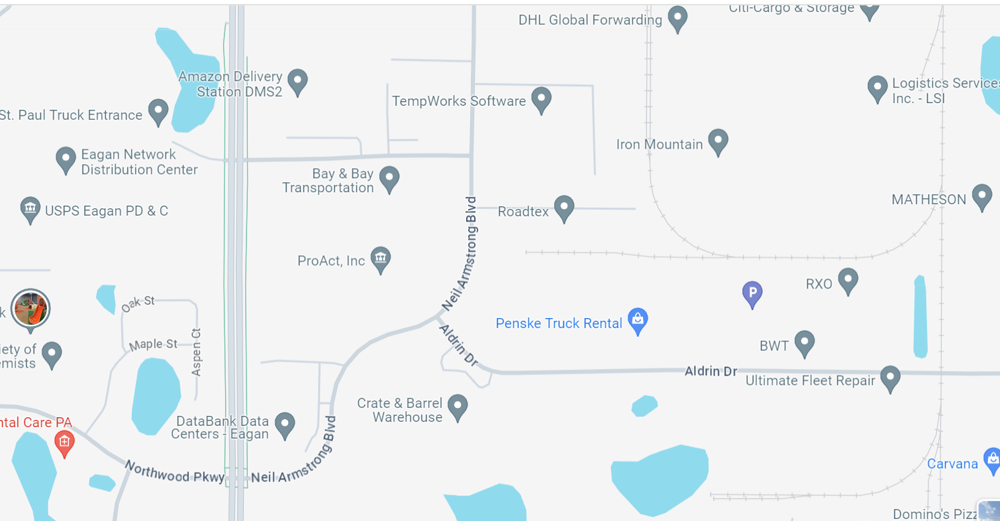 DHL Global Forwarding
Citi-Cargo & Storage
Amazon Delivery
Station DMS2
Logistics Services
Inc. - LSI
TempWorks Software
St. Paul Truck Entrance
Iron Mountain
Eagan Network
Distribution Center
Bay & Bay
Transportation
MATHESON
USPS Eagan PD & C
Roadtex
Neil Armstrong Blvd
ProAct, Inc
RXO
P
Oak St
k
Penske Truck Rental
Maple St
Aspen Ct
Aldrin Dr
BWT
iety of
emists
Aldrin Dr
Ultimate Fleet Repair
Crate & Barrel
Warehouse
ntal Care PA
DataBank Data
Centers - Eagan
Neil Armstrong Blvd
Northwood Pkwy
Neil Armstrong Blvd
Carvana
Domino's Pizz